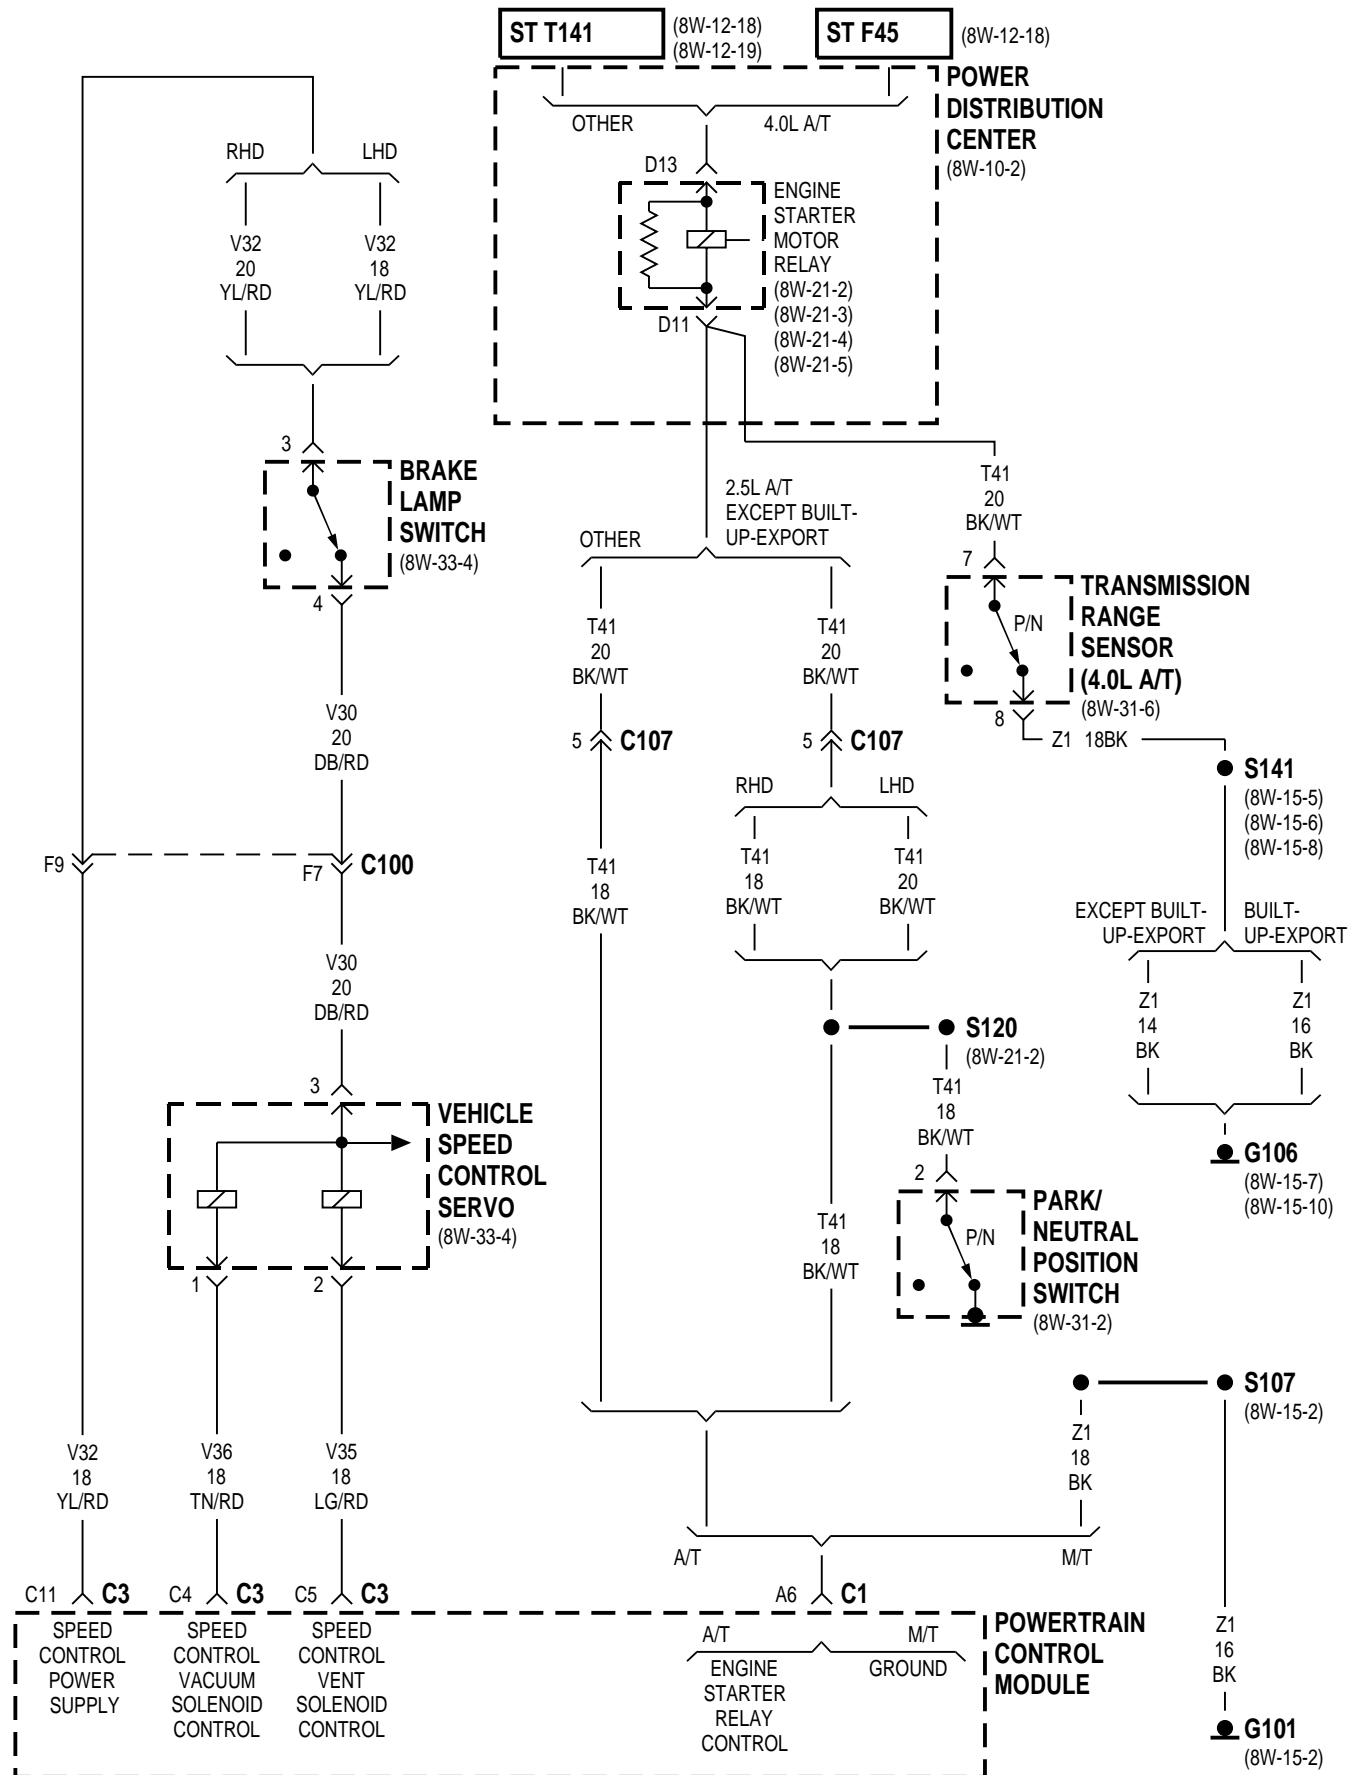 ST T141
(8W-12-18)
(8W-12-19)
ST F45
(8W-12-18)
POWER
DISTRIBUTION
CENTER
(8W-10-2)
OTHER
4.0L A/T
D13
ENGINE
STARTER
MOTOR
RELAY
(8W-21-2)
(8W-21-3)
(8W-21-4)
(8W-21-5)
D11
RHD
LHD
V32
20
YL/RD
V32
18
YL/RD
3
BRAKE
LAMP
SWITCH
(8W-33-4)
4
V30
20
DB/RD
F9
F7
C100
V30
20
DB/RD
3
VEHICLE
SPEED
CONTROL
SERVO
(8W-33-4)
1
2
V32
18
YL/RD
V36
18
TN/RD
V35
18
LG/RD
C11
C3
C4
C3
C5
C3
SPEED
CONTROL
POWER
SUPPLY
SPEED
CONTROL
VACUUM
SOLENOID
CONTROL
SPEED
CONTROL
VENT
SOLENOID
CONTROL
2.5L A/T
EXCEPT BUILT-
UP-EXPORT
OTHER
T41
20
BK/WT
T41
20
BK/WT
5
C107
5
C107
RHD
LHD
T41
18
BK/WT
T41
18
BK/WT
T41
20
BK/WT
S120
(8W-21-2)
T41
18
BK/WT
2
P/N
PARK/
NEUTRAL
POSITION
SWITCH
(8W-31-2)
T41
18
BK/WT
T41
20
BK/WT
7
P/N
TRANSMISSION
RANGE
SENSOR
(4.0L A/T)
(8W-31-6)
8
Z1 18BK
S141
(8W-15-5)
(8W-15-6)
(8W-15-8)
EXCEPT BUILT-
UP-EXPORT
BUILT-
UP-EXPORT
Z1
14
BK
Z1
16
BK
G106
(8W-15-7)
(8W-15-10)
S107
(8W-15-2)
Z1
18
BK
A/T
M/T
A6
C1
A/T
M/T
ENGINE
STARTER
RELAY
CONTROL
GROUND
POWERTRAIN
CONTROL
MODULE
Z1
16
BK
G101
(8W-15-2)